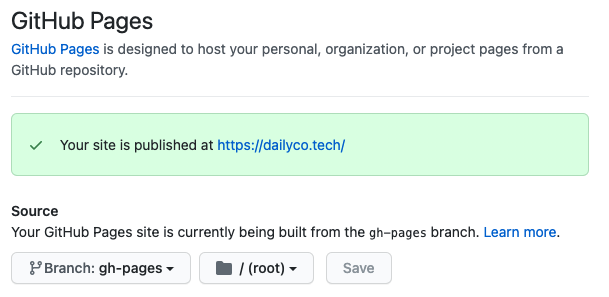 GitHub Pages
GitHub Pages is designed to host your personal, organization, or project pages from a
GitHub repository.
Your site is published at https://dailyco.tech/
Source
Your GitHub Pages site is currently being built from the gh-pages branch. Learn more.
Branch: gh-pages / (root) Save